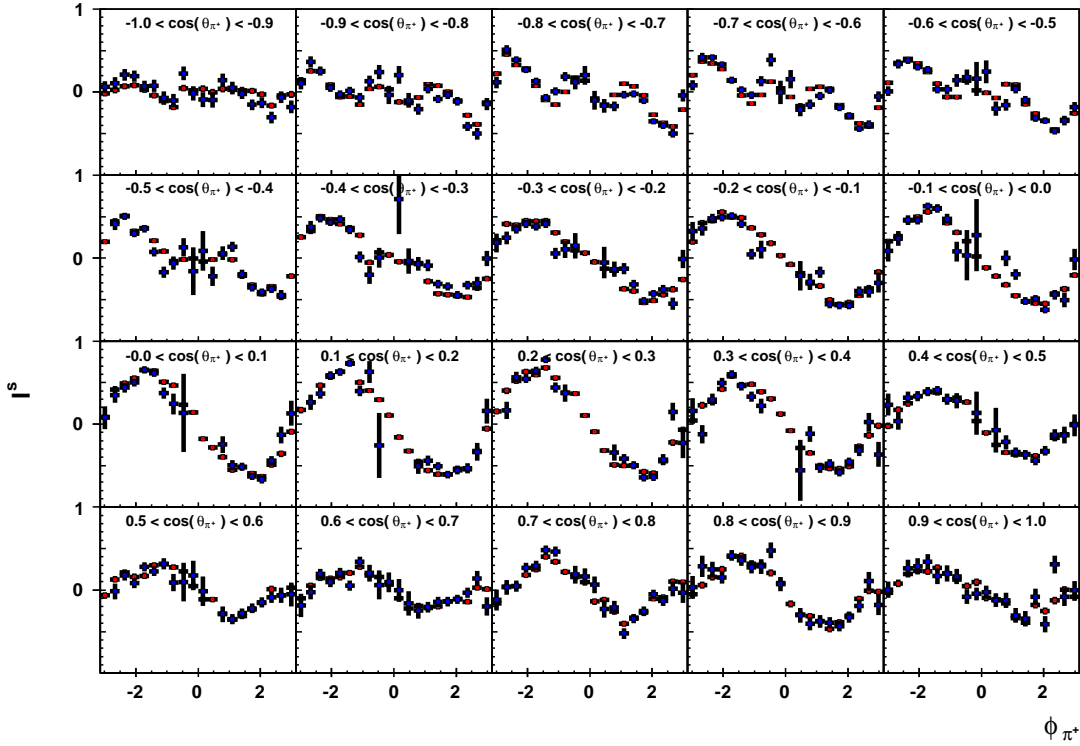 1
-1.0 < cos(θπ+) < -0.9
-0.9 < cos(θπ+) < -0.8
-0.8 < cos(θπ+) < -0.7
-0.7 < cos(θπ+) < -0.6
-0.6 < cos(θπ+) < -0.5
0
1
-0.5 < cos(θπ+) < -0.4
-0.4 < cos(θπ+) < -0.3
-0.3 < cos(θπ+) < -0.2
-0.2 < cos(θπ+) < -0.1
-0.1 < cos(θπ+) < 0.0
0
1
-0.0 < cos(θπ+) < 0.1
0.1 < cos(θπ+) < 0.2
0.2 < cos(θπ+) < 0.3
0.3 < cos(θπ+) < 0.4
0.4 < cos(θπ+) < 0.5
Is
0
1
0.5 < cos(θπ+) < 0.6
0.6 < cos(θπ+) < 0.7
0.7 < cos(θπ+) < 0.8
0.8 < cos(θπ+) < 0.9
0.9 < cos(θπ+) < 1.0
0
-2 0 2 -2 0 2 -2 0 2 -2 0 2 -2 0 2
ϕπ+